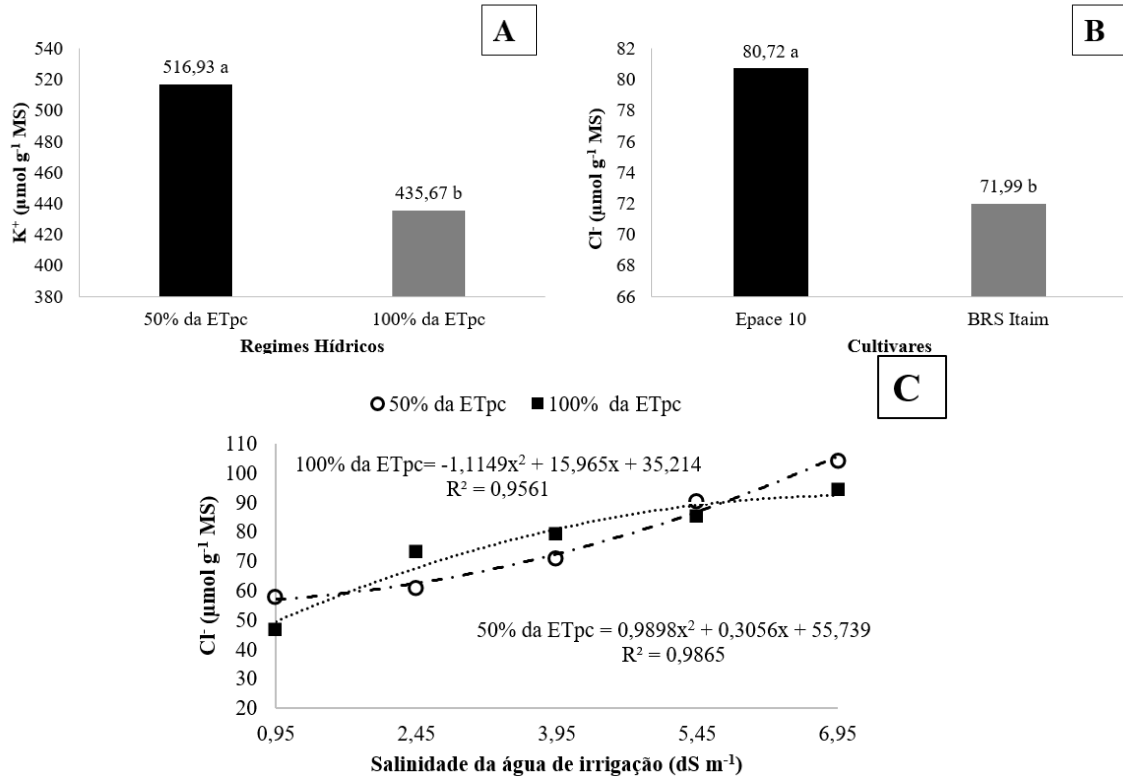 A
K⁺ (µmol g⁻¹ MS)
540
520
500
480
460
440
420
400
380
516,93 a
435,67 b
50% da ETpc
100% da ETpc
Regimes Hídricos
B
Cl⁻ (µmol g⁻¹ MS)
82
80
78
76
74
72
70
68
66
80,72 a
71,99 b
Epace 10
BRS Itaim
Cultivares
C
50% da ETpc
100% da ETpc
Cl⁻ (µmol g⁻¹ MS)
110
100
90
80
70
60
50
40
30
20
100% da ETpc= -1,1149x² + 15,965x + 35,214
R² = 0,9561
50% da ETpc = 0,9898x² + 0,3056x + 55,739
R² = 0,9865
0,95
2,45
3,95
5,45
6,95
Salinidade da água de irrigação (dS m⁻¹)